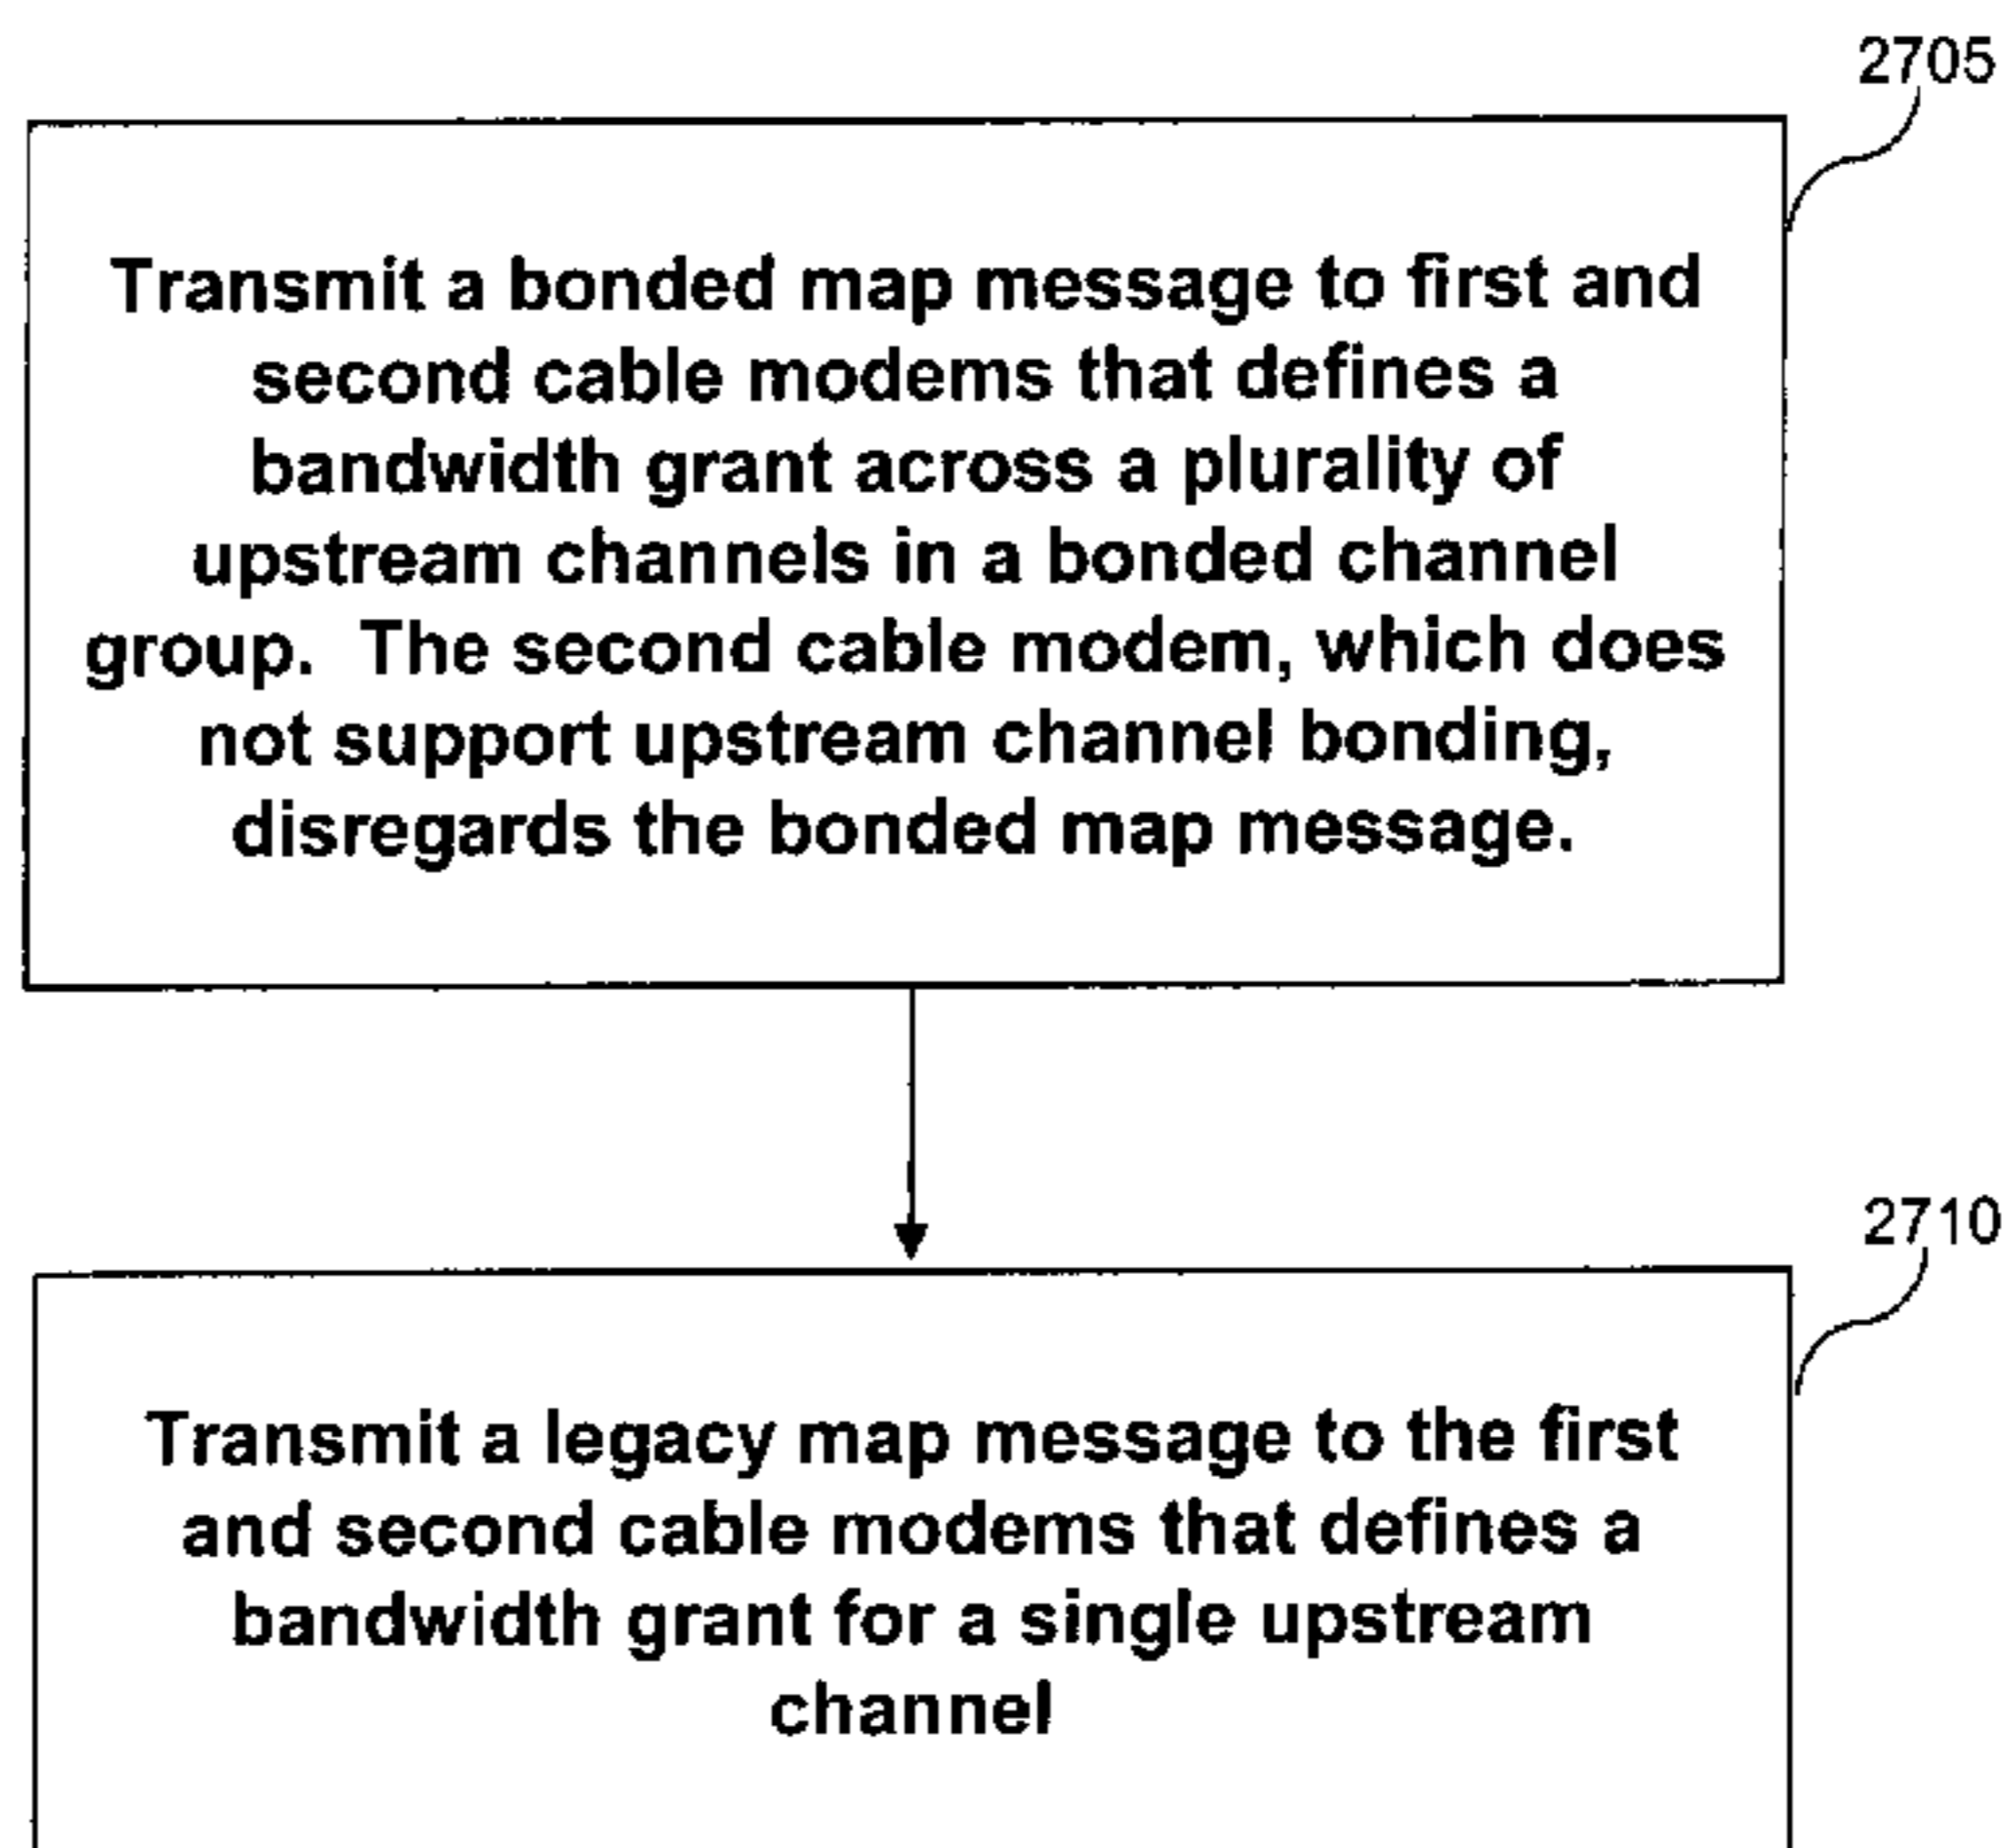 2705
Transmit a bonded map message to first and
second cable modems that defines a
bandwidth grant across a plurality of
upstream channels in a bonded channel
group.  The second cable modem, which does
not support upstream channel bonding,
disregards the bonded map message.
2710
Transmit a legacy map message to the first
and second cable modems that defines a
bandwidth grant for a single upstream
channel